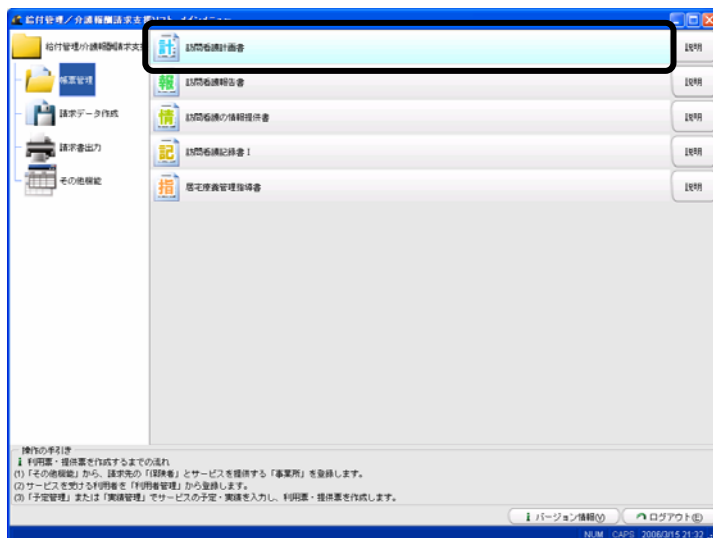 給付管理/介護報酬請求支援ソト メインメニュー
給付管理/介護報酬請求支
計 訪問看護計画書 説明
帳票管理
報 訪問看護報告書 説明
請求データ作成
情 訪問看護の情報提供書 説明
請求書出力
記 訪問看護記録書Ⅰ 説明
その他機能
指 居宅療養管理指導書 説明
操作の手引き
利用票・提供票を作成するまでの流れ
(1)「その他機能」から、請求先の「保険者」とサービスを提供する「事業所」を登録します。
(2)サービスを受ける利用者を「利用者管理」から登録します。
(3)「予定管理」または「実績管理」でサービスの予定・実績を入力し、利用票・提供票を作成します。
バージョン情報(V) ログアウト(E)
NUM CAPS 2006/3/15 21:32